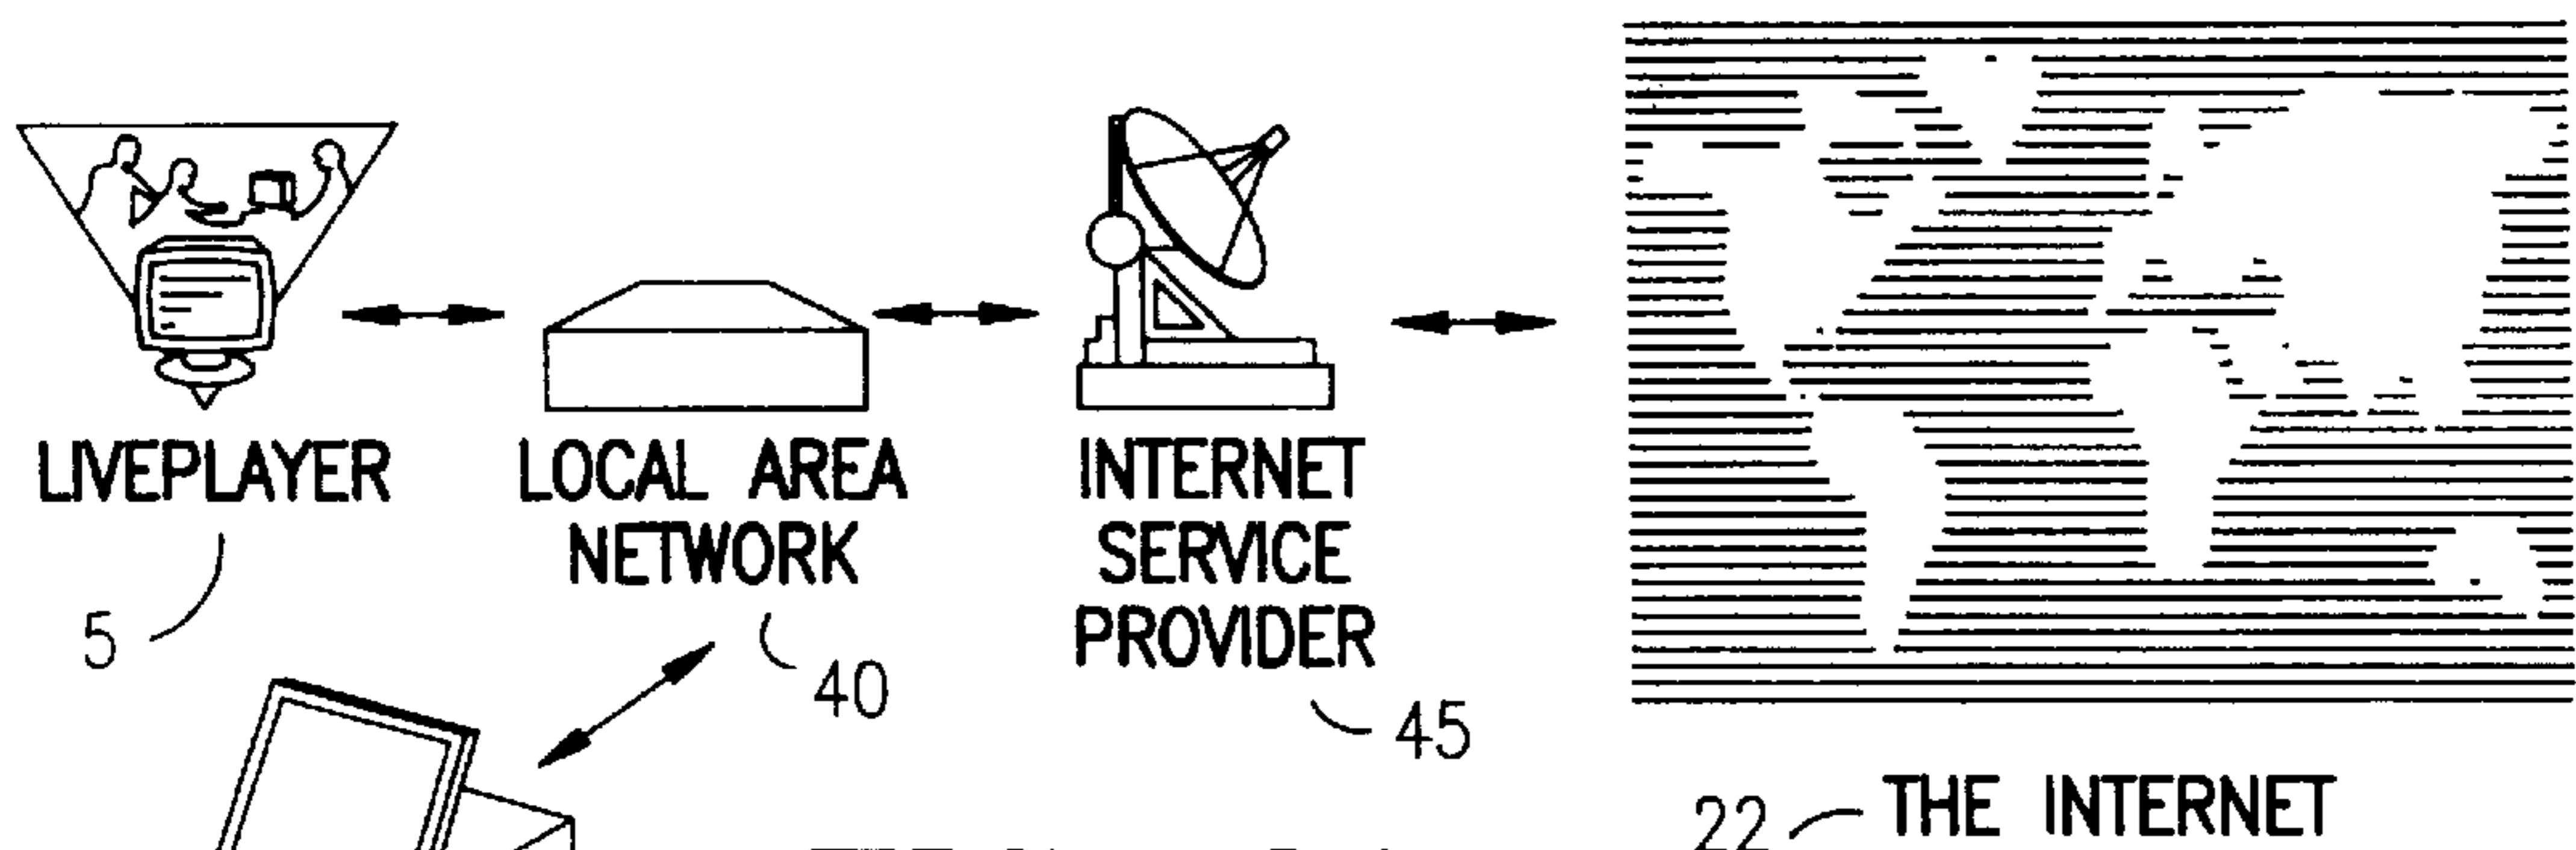 LIVEPLAYER
5
LOCAL AREA
NETWORK
40
INTERNET
SERVICE
PROVIDER
45
22 THE INTERNET